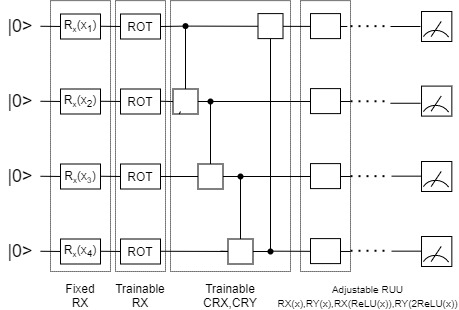 |0> Rₓ(x₁) ROT
|0> Rₓ(x₂) ROT
|0> Rₓ(x₃) ROT
|0> Rₓ(x₄) ROT
Fixed
RX
Trainable
RX
Trainable
CRX,CRY
Adjustable RUU
RX(x),RY(x),RX(ReLU(x)),RY(2ReLU(x))